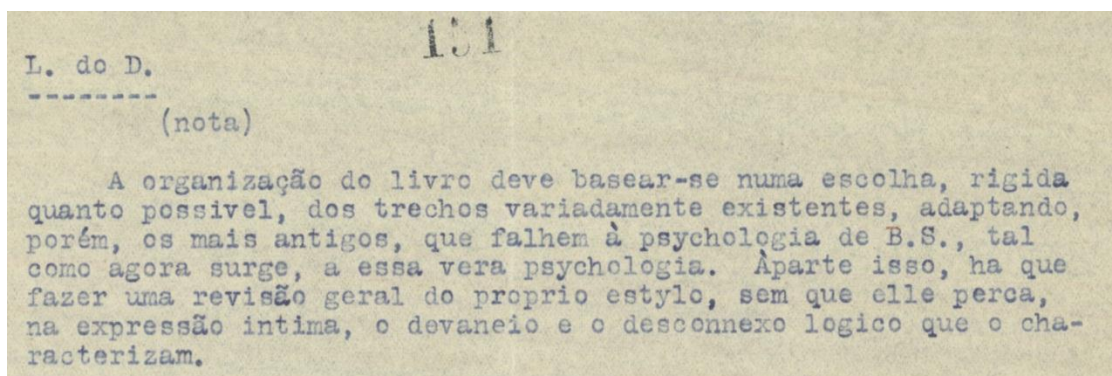 151
L. do D.
---------
(nota)
A organização do livro deve basear-se numa escolha, rigida
quanto possivel, dos trechos variadamente existentes, adaptando,
porém, os mais antigos, que falhem à psychologia de B.S., tal
como agora surge, a essa vera psychologia. Àparte isso, ha que
fazer uma revisão geral do proprio estylo, sem que elle perca,
na expressão intima, o devaneio e o desconnexo logico que o cha-
racterizam.